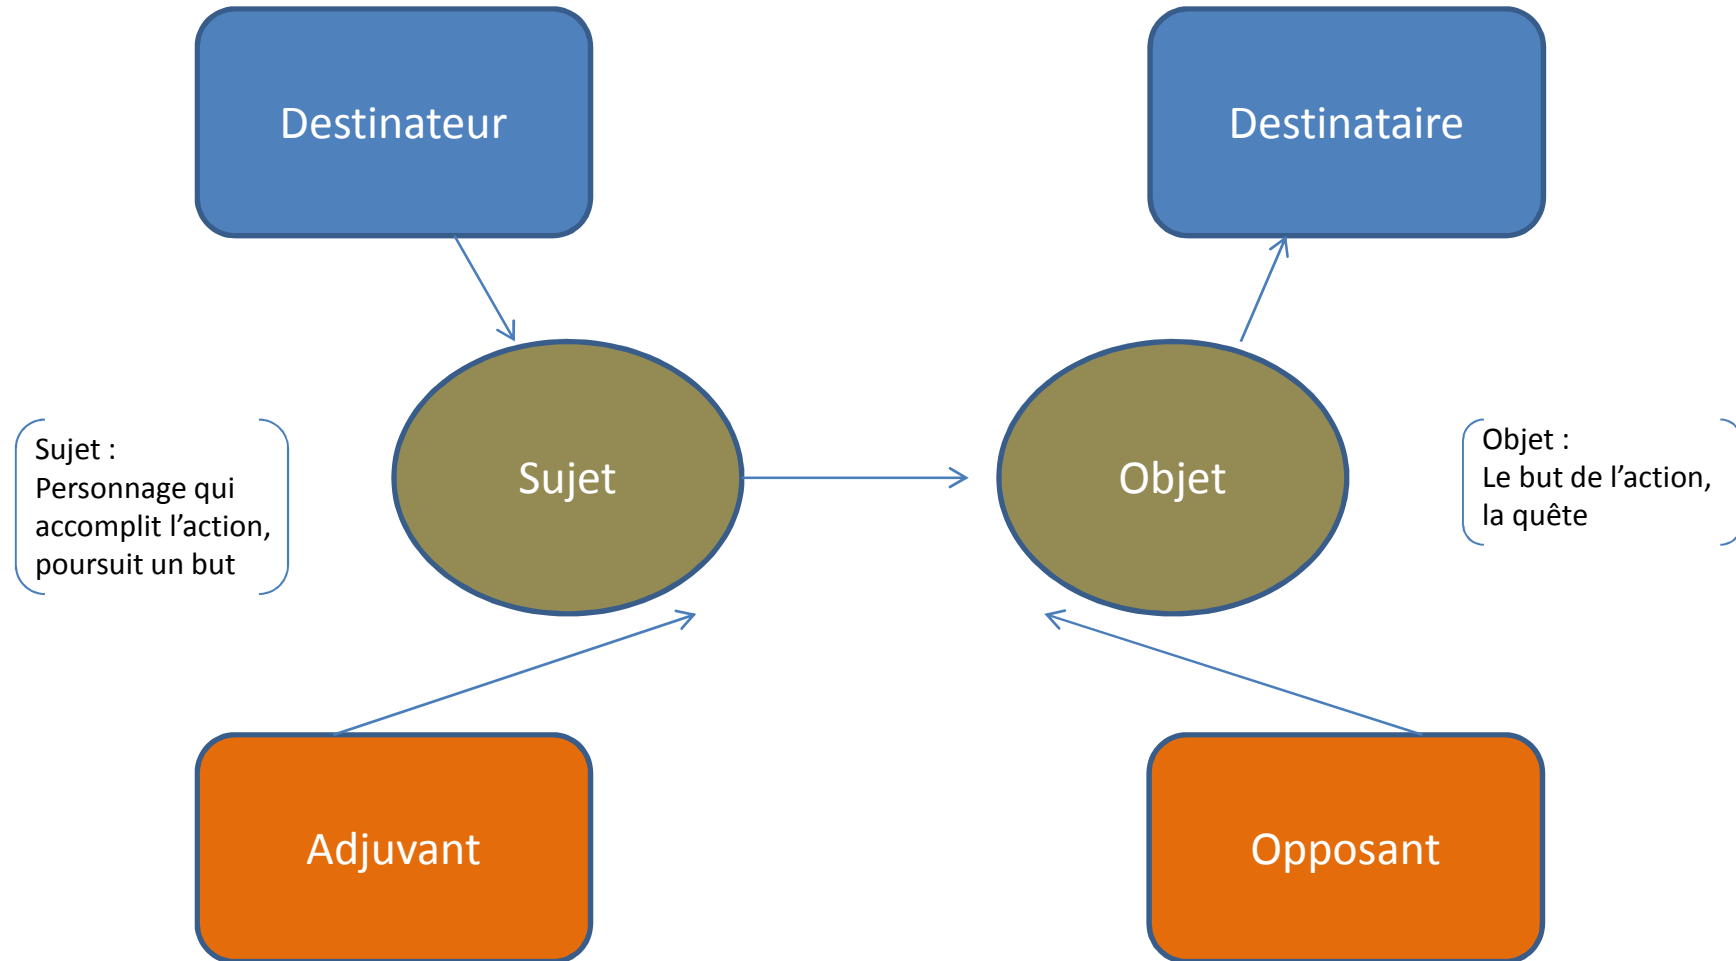 Destinateur
Destinataire
Sujet :
Personnage qui
accomplit l’action,
poursuit un but
Sujet
Objet
Objet :
Le but de l’action,
la quête
Adjuvant
Opposant